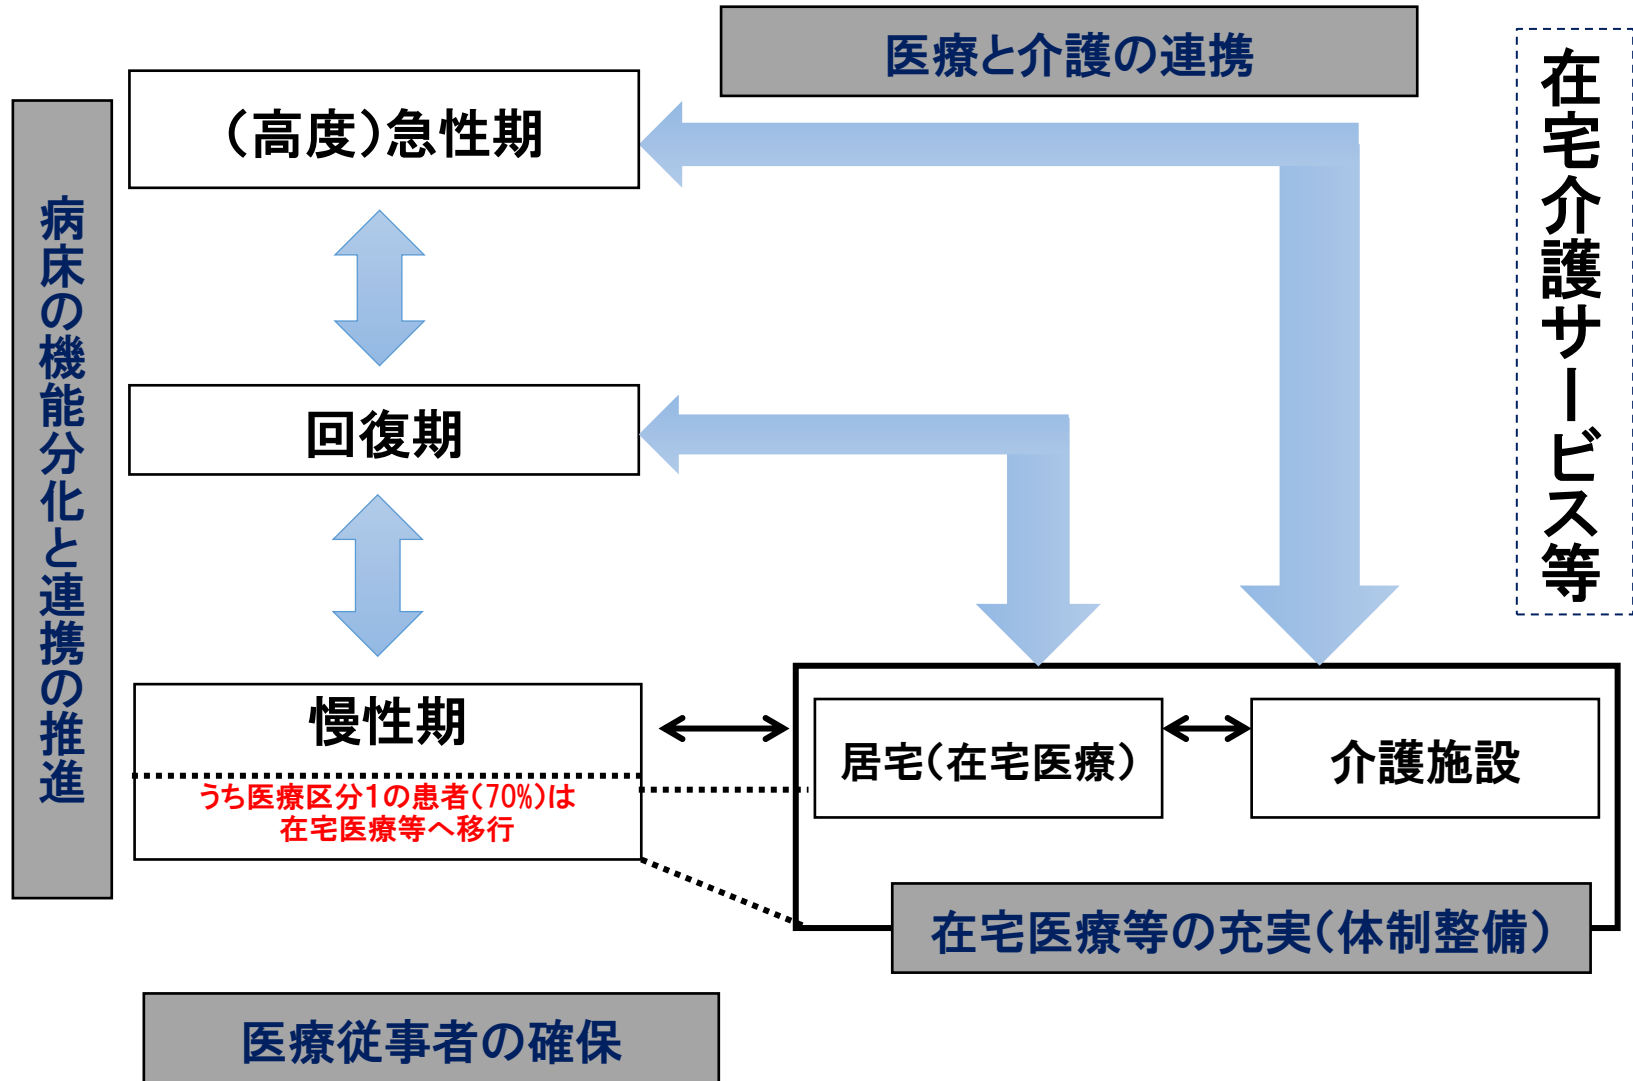 医療と介護の連携
在宅介護サービス等
病床の機能分化と連携の推進
（高度）急性期
回復期
慢性期
うち医療区分１の患者（70%）は
在宅医療等へ移行
居宅（在宅医療）
介護施設
在宅医療等の充実（体制整備）
医療従事者の確保